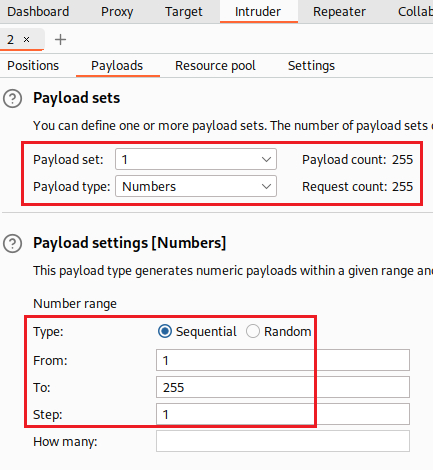 Dashboard Proxy Target Intruder Repeater Collab
2 × +
Positions Payloads Resource pool Settings
? Payload sets
You can define one or more payload sets. The number of payload sets
Payload set: 1 Payload count: 255
Payload type: Numbers Request count: 255
? Payload settings [Numbers]
This payload type generates numeric payloads within a given range and
Number range
Type: Sequential Random
From: 1
To: 255
Step: 1
How many: